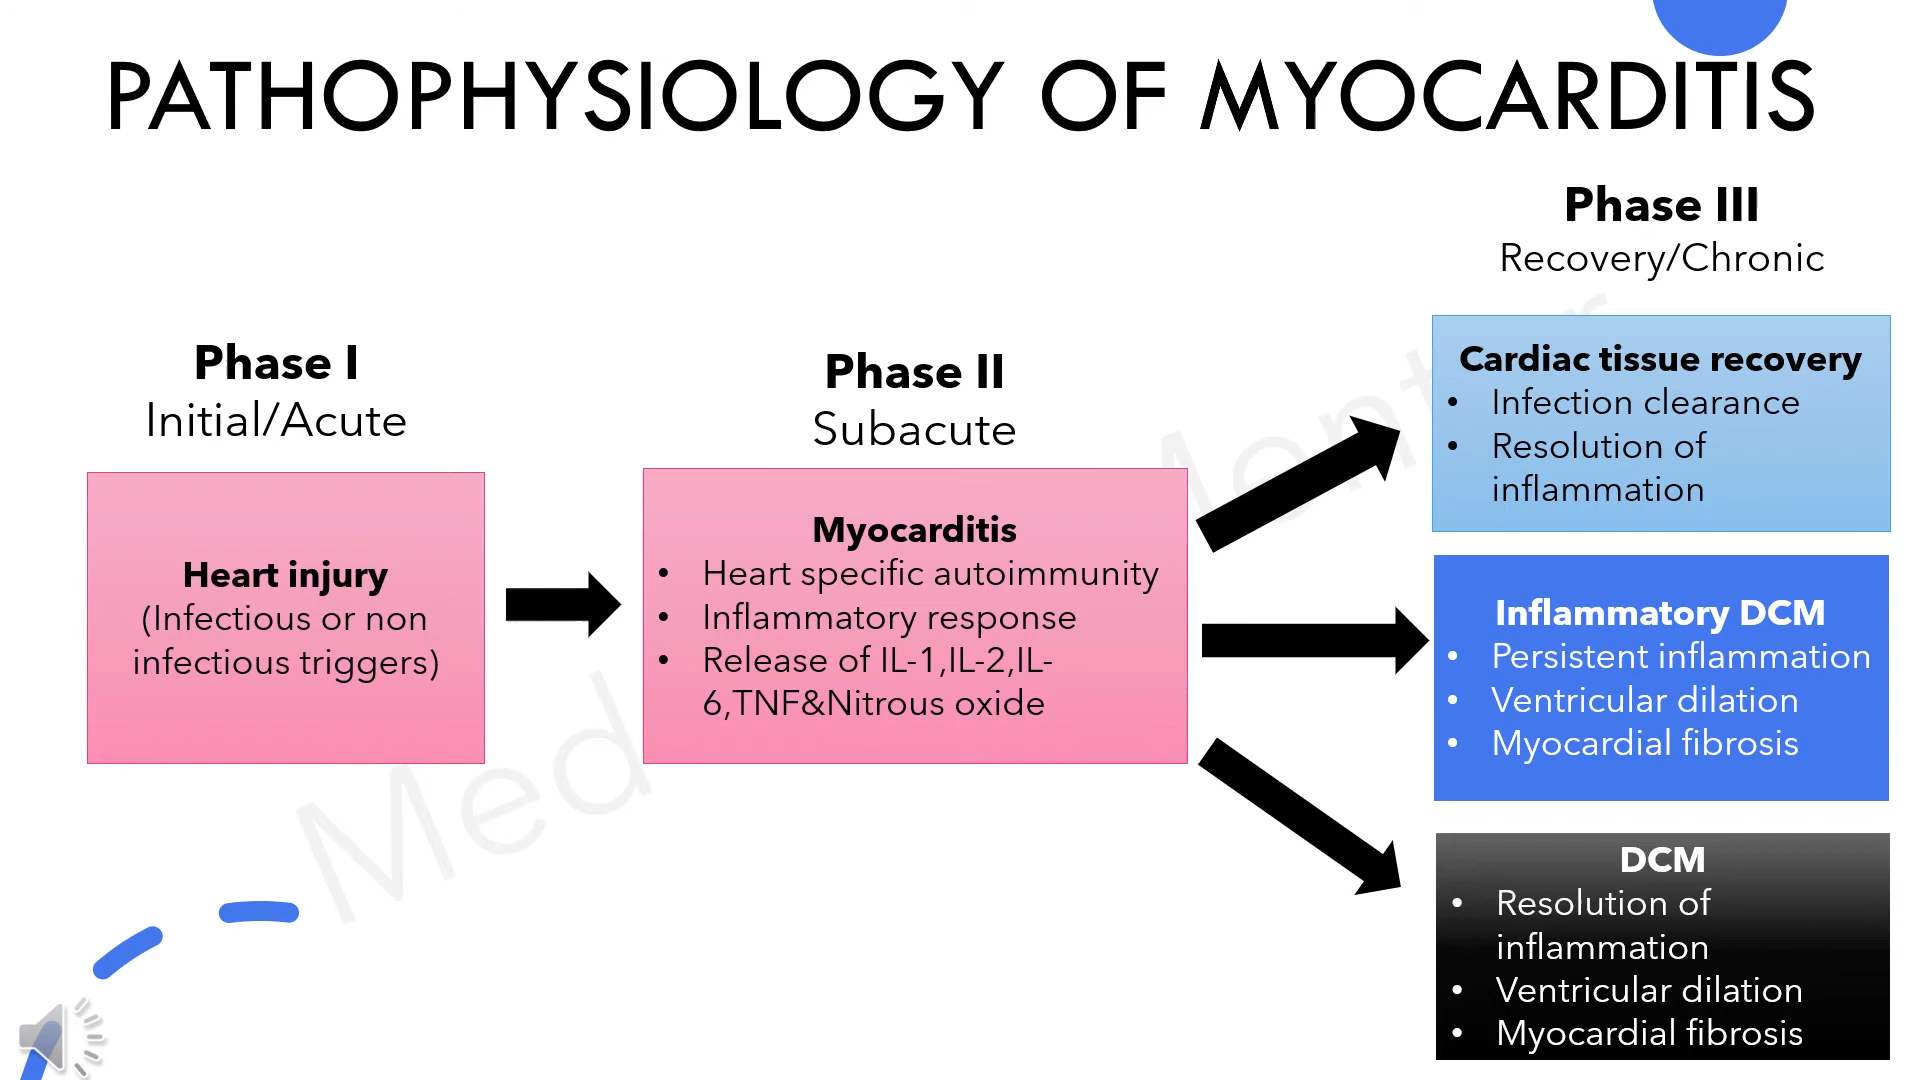 PATHOPHYSIOLOGY OF MYOCARDITIS
Phase I
Initial/Acute
Heart injury
(Infectious or non
infectious triggers)
Phase II
Subacute
Myocarditis
• Heart specific autoimmunity
• Inflammatory response
• Release of IL-1,IL-2,IL-
6,TNF&Nitrous oxide
Phase III
Recovery/Chronic
Cardiac tissue recovery
• Infection clearance
• Resolution of
inflammation
Inflammatory DCM
• Persistent inflammation
• Ventricular dilation
• Myocardial fibrosis
DCM
• Resolution of
inflammation
• Ventricular dilation
• Myocardial fibrosis
Med